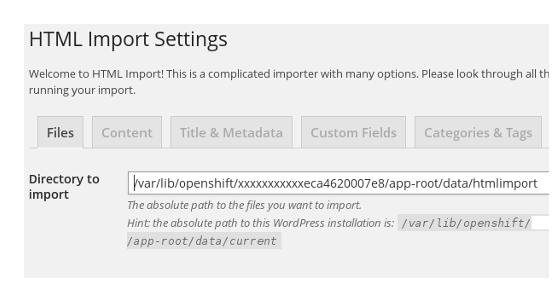 HTML Import Settings
Welcome to HTML Import! This is a complicated importer with many options. Please look through all th
running your import.
Files Content Title & Metadata Custom Fields Categories & Tags
Directory to import
/var/lib/openshift/xxxxxxxxxxxeca4620007e8/app-root/data/htmlimport
The absolute path to the files you want to import.
Hint: the absolute path to this WordPress installation is: /var/lib/openshift/
/app-root/data/current